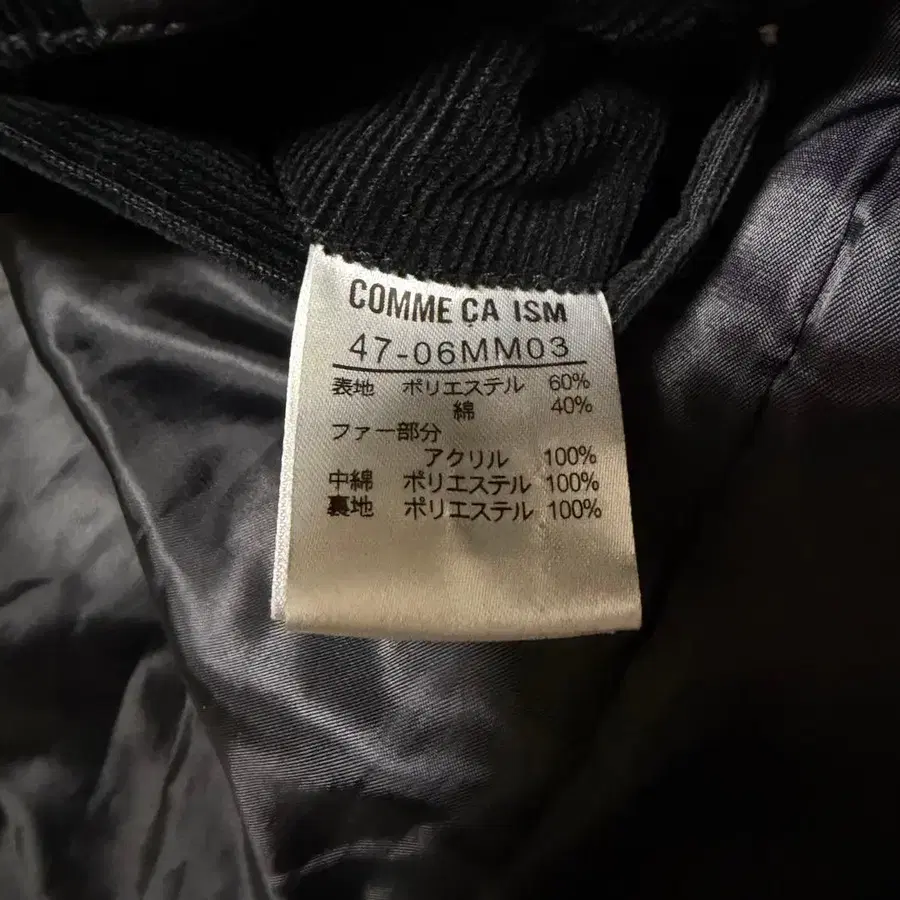 COMME ÇA ISM
47-06MM03
表地 ポリエステル 60%
綿 40%
ファー部分
アクリル 100%
中綿 ポリエステル 100%
裏地 ポリエステル 100%